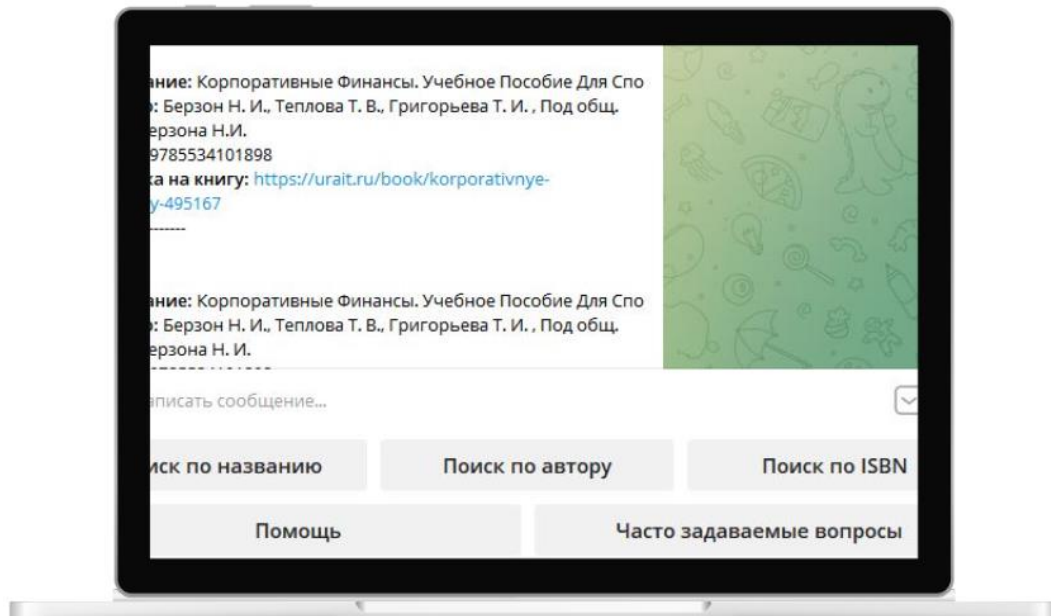 ание: Корпоративные Финансы. Учебное Пособие Для Спо
: Берзон Н. И., Теплова Т. В., Григорьева Т. И. , Под общ.
ерзона Н.И.
9785534101898
ка на книгу: https://urait.ru/book/korporativnye-
y-495167
--------
ание: Корпоративные Финансы. Учебное Пособие Для Спо
: Берзон Н. И., Теплова Т. В., Григорьева Т. И. , Под общ.
ерзона Н. И.
аписать сообщение...
иск по названию Поиск по автору Поиск по ISBN
Помощь Часто задаваемые вопросы